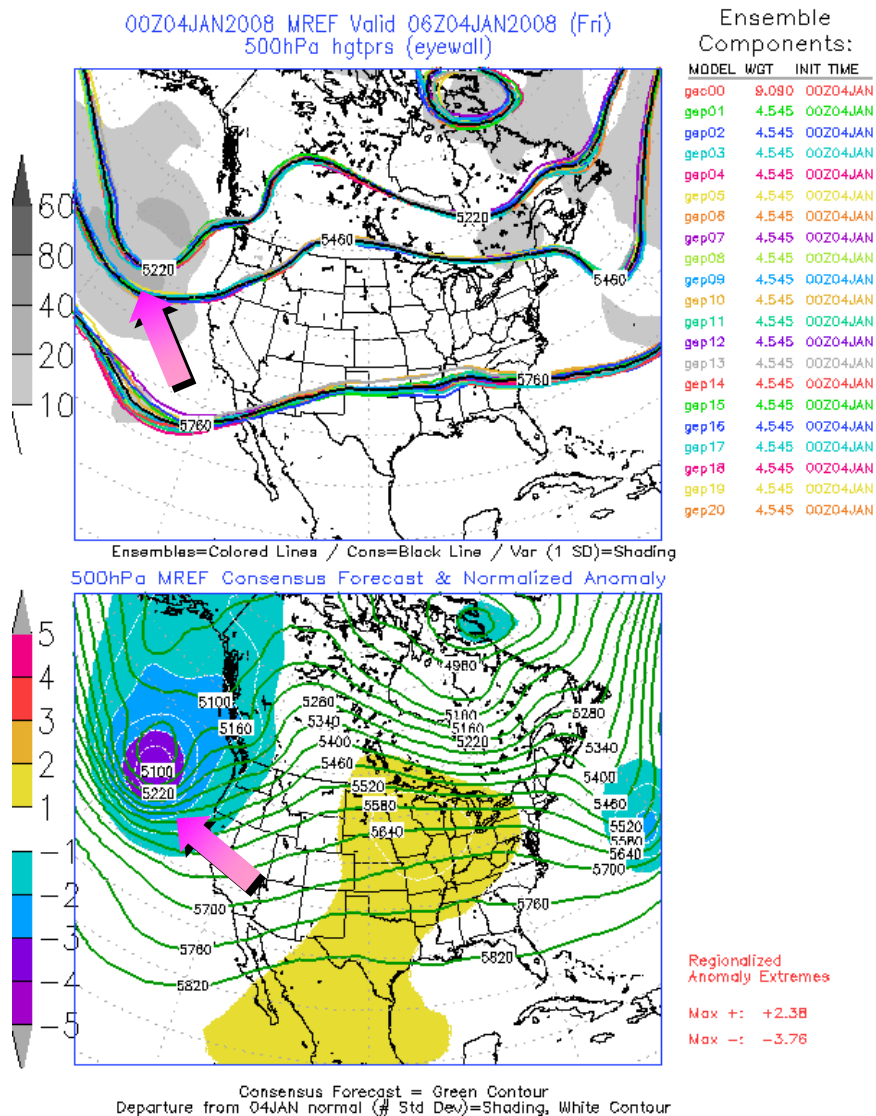 00Z04JAN2008 MREF Valid 06Z04JAN2008 (Fri)
500hPa hgtprs (eyewall)
Ensemble
Components:
MODEL WGT INIT TIME
gec00 9.090 00Z04JAN
gep01 4.545 00Z04JAN
gep02 4.545 00Z04JAN
gep03 4.545 00Z04JAN
gep04 4.545 00Z04JAN
gep05 4.545 00Z04JAN
gep06 4.545 00Z04JAN
gep07 4.545 00Z04JAN
gep08 4.545 00Z04JAN
gep09 4.545 00Z04JAN
gep10 4.545 00Z04JAN
gep11 4.545 00Z04JAN
gep12 4.545 00Z04JAN
gep13 4.545 00Z04JAN
gep14 4.545 00Z04JAN
gep15 4.545 00Z04JAN
gep16 4.545 00Z04JAN
gep17 4.545 00Z04JAN
gep18 4.545 00Z04JAN
gep19 4.545 00Z04JAN
gep20 4.545 00Z04JAN
60
80
40
20
10
5220
5220
5460
5460
5760
5760
Ensembles=Colored Lines / Cons=Black Line / Var (1 SD)=Shading
500hPa MREF Consensus Forecast & Normalized Anomaly
5
4
3
2
1
-1
-2
-3
-4
-5
4980
5100
5160
5280
5340
5400
5460
5100
5160
5220
5280
5340
5400
5460
5520
5580
5640
5700
5100
5220
5520
5580
5640
5700
5760
5760
5820
5820
Regionalized
Anomaly Extremes
Max +: +2.38
Max -: -3.76
Consensus Forecast = Green Contour
Departure from 04JAN normal (# Std Dev)=Shading, White Contour